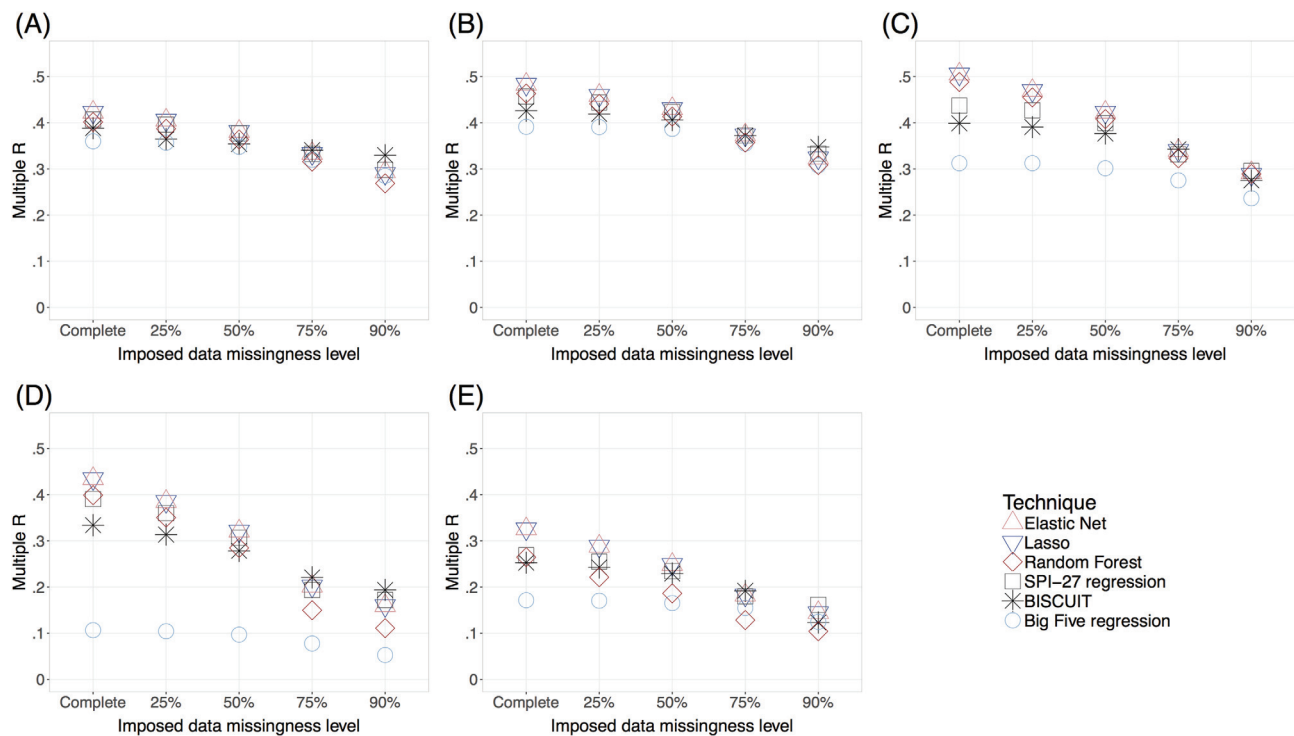 (A)
Multiple R
.5
.4
.3
.2
.1
0
Complete 25% 50% 75% 90%
Imposed data missingness level
(B)
Multiple R
.5
.4
.3
.2
.1
0
Complete 25% 50% 75% 90%
Imposed data missingness level
(C)
Multiple R
.5
.4
.3
.2
.1
0
Complete 25% 50% 75% 90%
Imposed data missingness level
(D)
Multiple R
.5
.4
.3
.2
.1
0
Complete 25% 50% 75% 90%
Imposed data missingness level
(E)
Multiple R
.5
.4
.3
.2
.1
0
Complete 25% 50% 75% 90%
Imposed data missingness level
Technique
Elastic Net
Lasso
Random Forest
SPI−27 regression
BISCUIT
Big Five regression